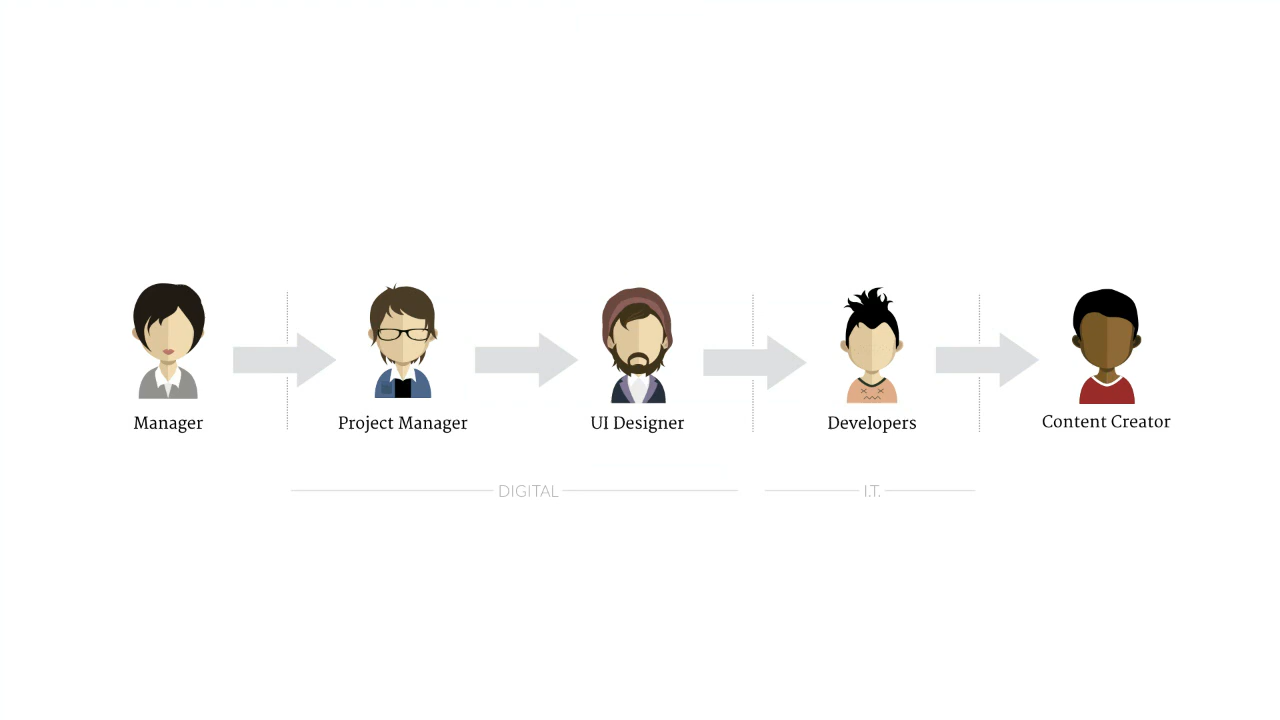 Manager
Project Manager
UI Designer
Developers
Content Creator
DIGITAL
I.T.